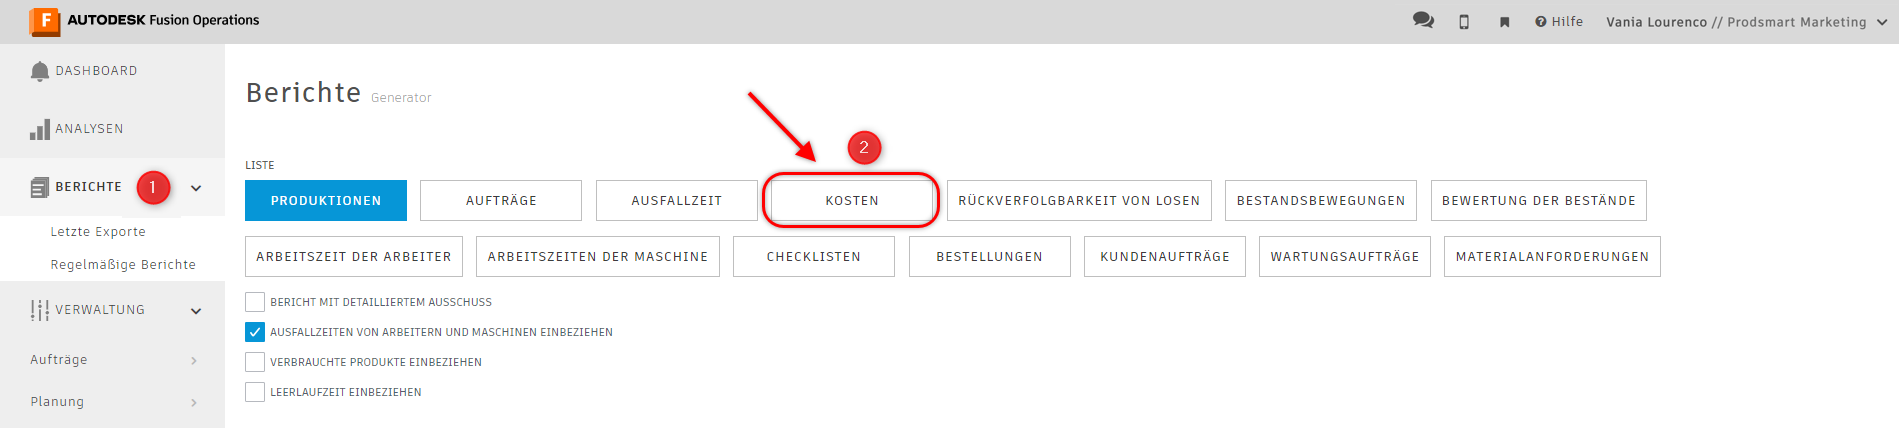 F AUTODESK Fusion Operations
Hilfe Vania Lourenco // Prodsmart Marketing
DASHBOARD
ANALYSEN
BERICHTE 1
Letzte Exporte
Regelmäßige Berichte
VERWALTUNG
Aufträge
Planung
Berichte Generator
2
LISTE
PRODUKTIONEN AUFTRÄGE AUSFALLZEIT KOSTEN RÜCKVERFOLGBARKEIT VON LOSEN BESTANDSBEWEGUNGEN BEWERTUNG DER BESTÄNDE
ARBEITSZEIT DER ARBEITER ARBEITSZEITEN DER MASCHINE CHECKLISTEN BESTELLUNGEN KUNDENAUFTRÄGE WARTUNGSAUFTRÄGE MATERIALANFORDERUNGEN
BERICHT MIT DETAILLIERTEM AUSSCHUSS
AUSFALLZEITEN VON ARBEITERN UND MASCHINEN EINBEZIEHEN
VERBRAUCHTE PRODUKTE EINBEZIEHEN
LEERLAUFZEIT EINBEZIEHEN